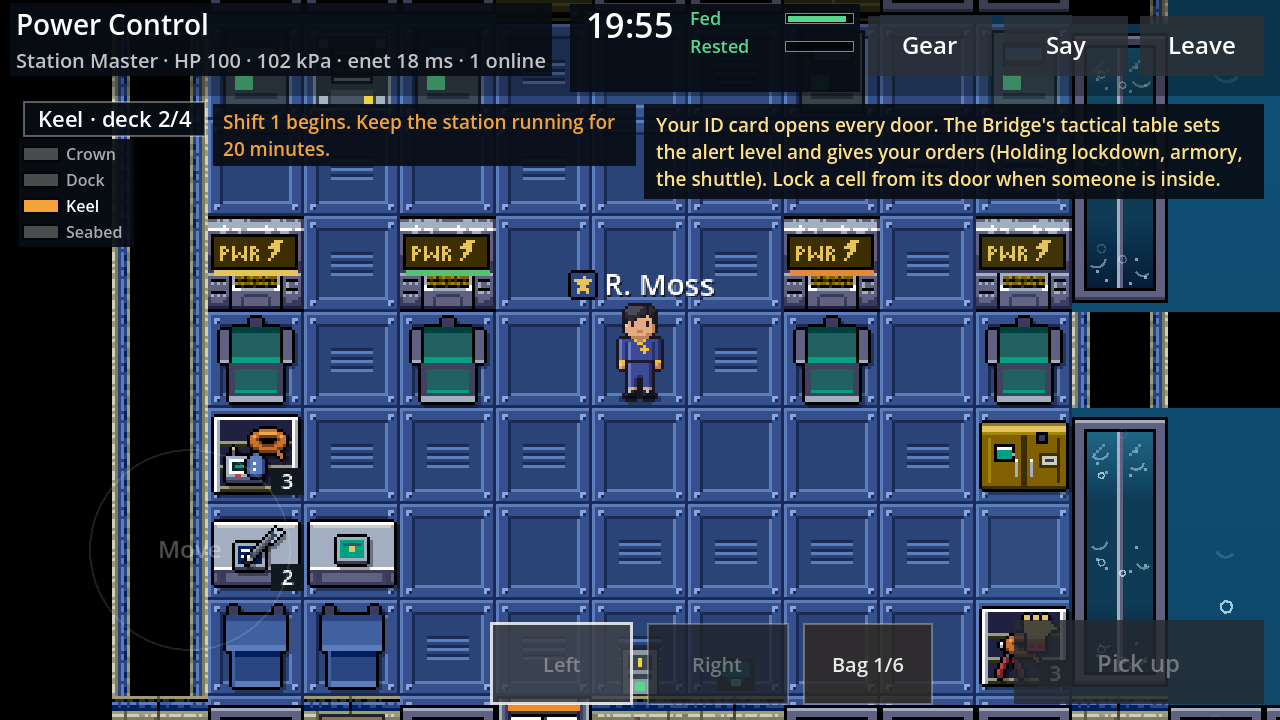 Power Control
Station Master · HP 100 · 102 kPa · enet 18 ms · 1 online
19:55
Fed
Rested
Gear
Say
Leave
Keel · deck 2/4
Crown
Dock
Keel
Seabed
Shift 1 begins. Keep the station running for
20 minutes.
Your ID card opens every door. The Bridge's tactical table sets
the alert level and gives your orders (Holding lockdown, armory,
the shuttle). Lock a cell from its door when someone is inside.
PWR
PWR
PWR
PWR
R. Moss
3
Move
2
Left
Right
Bag 1/6
3
Pick up